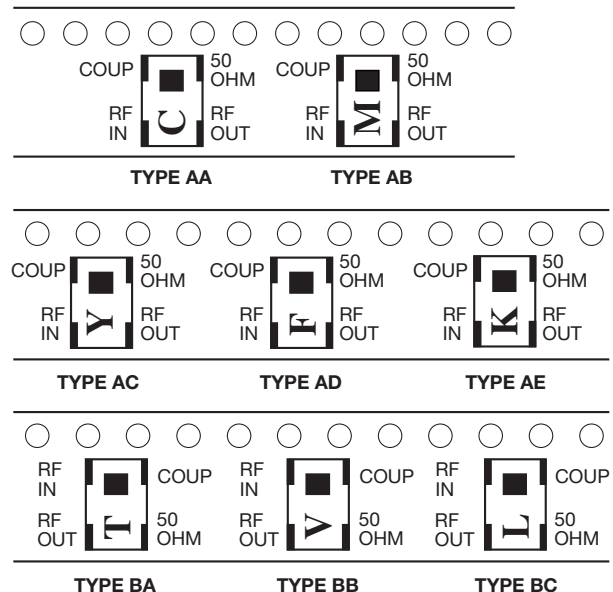 COUP 50 OHM COUP 50 OHM
C M
RF IN RF OUT RF IN RF OUT
TYPE AA TYPE AB
COUP 50 OHM COUP 50 OHM COUP 50 OHM
Y F K
RF IN RF OUT RF IN RF OUT RF IN RF OUT
TYPE AC TYPE AD TYPE AE
RF IN COUP RF IN COUP RF IN COUP
T V L
RF OUT 50 OHM RF OUT 50 OHM RF OUT 50 OHM
TYPE BA TYPE BB TYPE BC